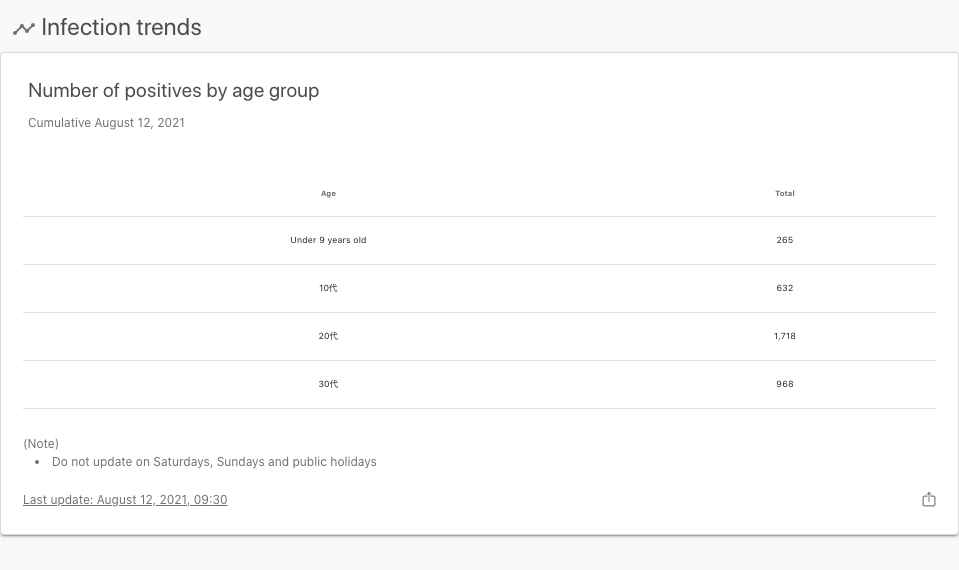 Infection trends
Number of positives by age group
Cumulative August 12, 2021
Age Total
Under 9 years old 265
10代 632
20代 1,718
30代 968
(Note)
• Do not update on Saturdays, Sundays and public holidays
Last update: August 12, 2021, 09:30